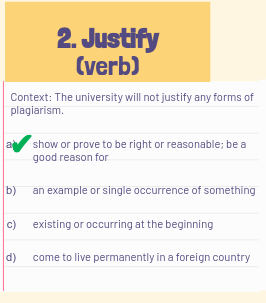 2. Justify
(verb)
Context: The university will not justify any forms of
plagiarism.
a) show or prove to be right or reasonable; be a
good reason for
b) an example or single occurrence of something
c) existing or occurring at the beginning
d) come to live permanently in a foreign country